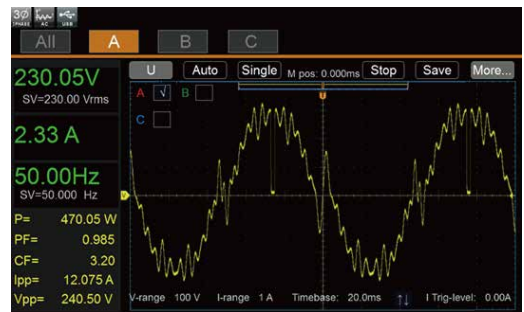 3Ø AC USB
PHASE
All A B C
230.05V
SV=230.00 Vrms
2.33 A
50.00Hz
SV=50.000 Hz
P= 470.05 W
PF= 0.985
CF= 3.20
Ipp= 12.075 A
Vpp= 240.50 V
U Auto Single M pos: 0.000ms Stop Save More...
A √ B
C
V-range 100 V I-range 1 A Timebase: 20.0ms ↑↓ I Trig-level: 0.00A